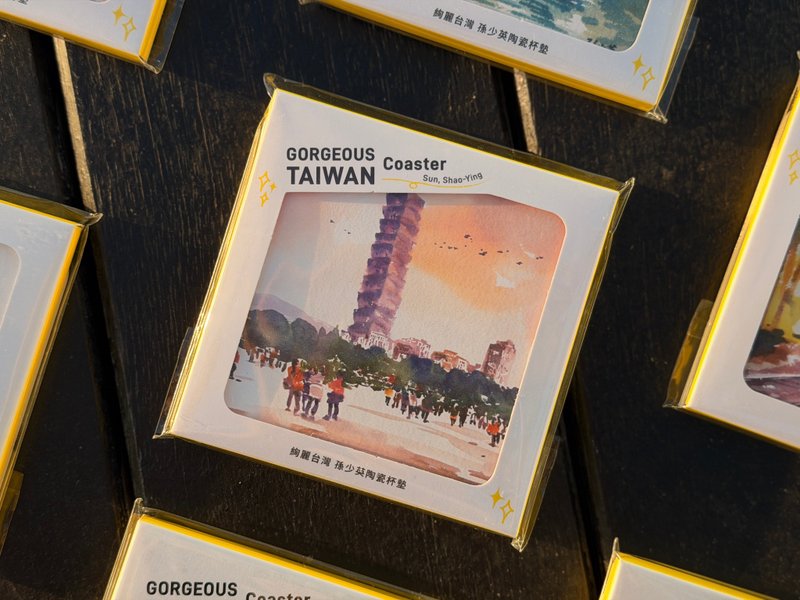 絢麗台灣 孫少英陶瓷杯墊
GORGEOUS
TAIWAN Coaster
Sun, Shao-Ying
絢麗台灣 孫少英陶瓷杯墊
GORGEOUS
Coaster